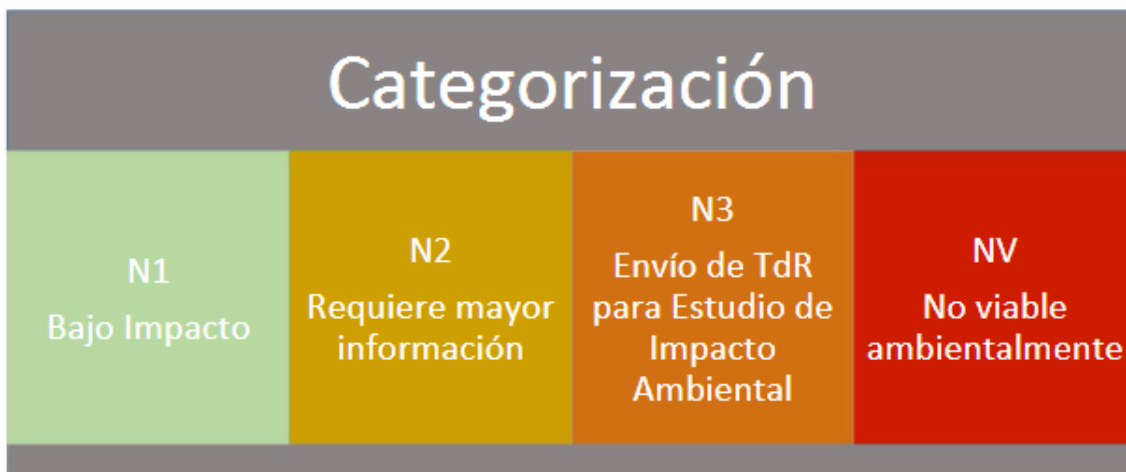 Categorización
N1
Bajo Impacto
N2
Requiere mayor
información
N3
Envío de TdR
para Estudio de
Impacto
Ambiental
NV
No viable
ambientalmente